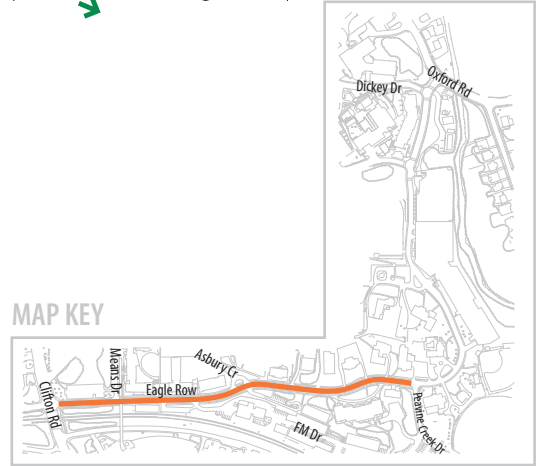 Oxford Rd
Dickey Dr
MAP KEY
Means Dr
Asbury Cr
Clifton Rd
Eagle Row
Peavine Creek Dr
FM Dr